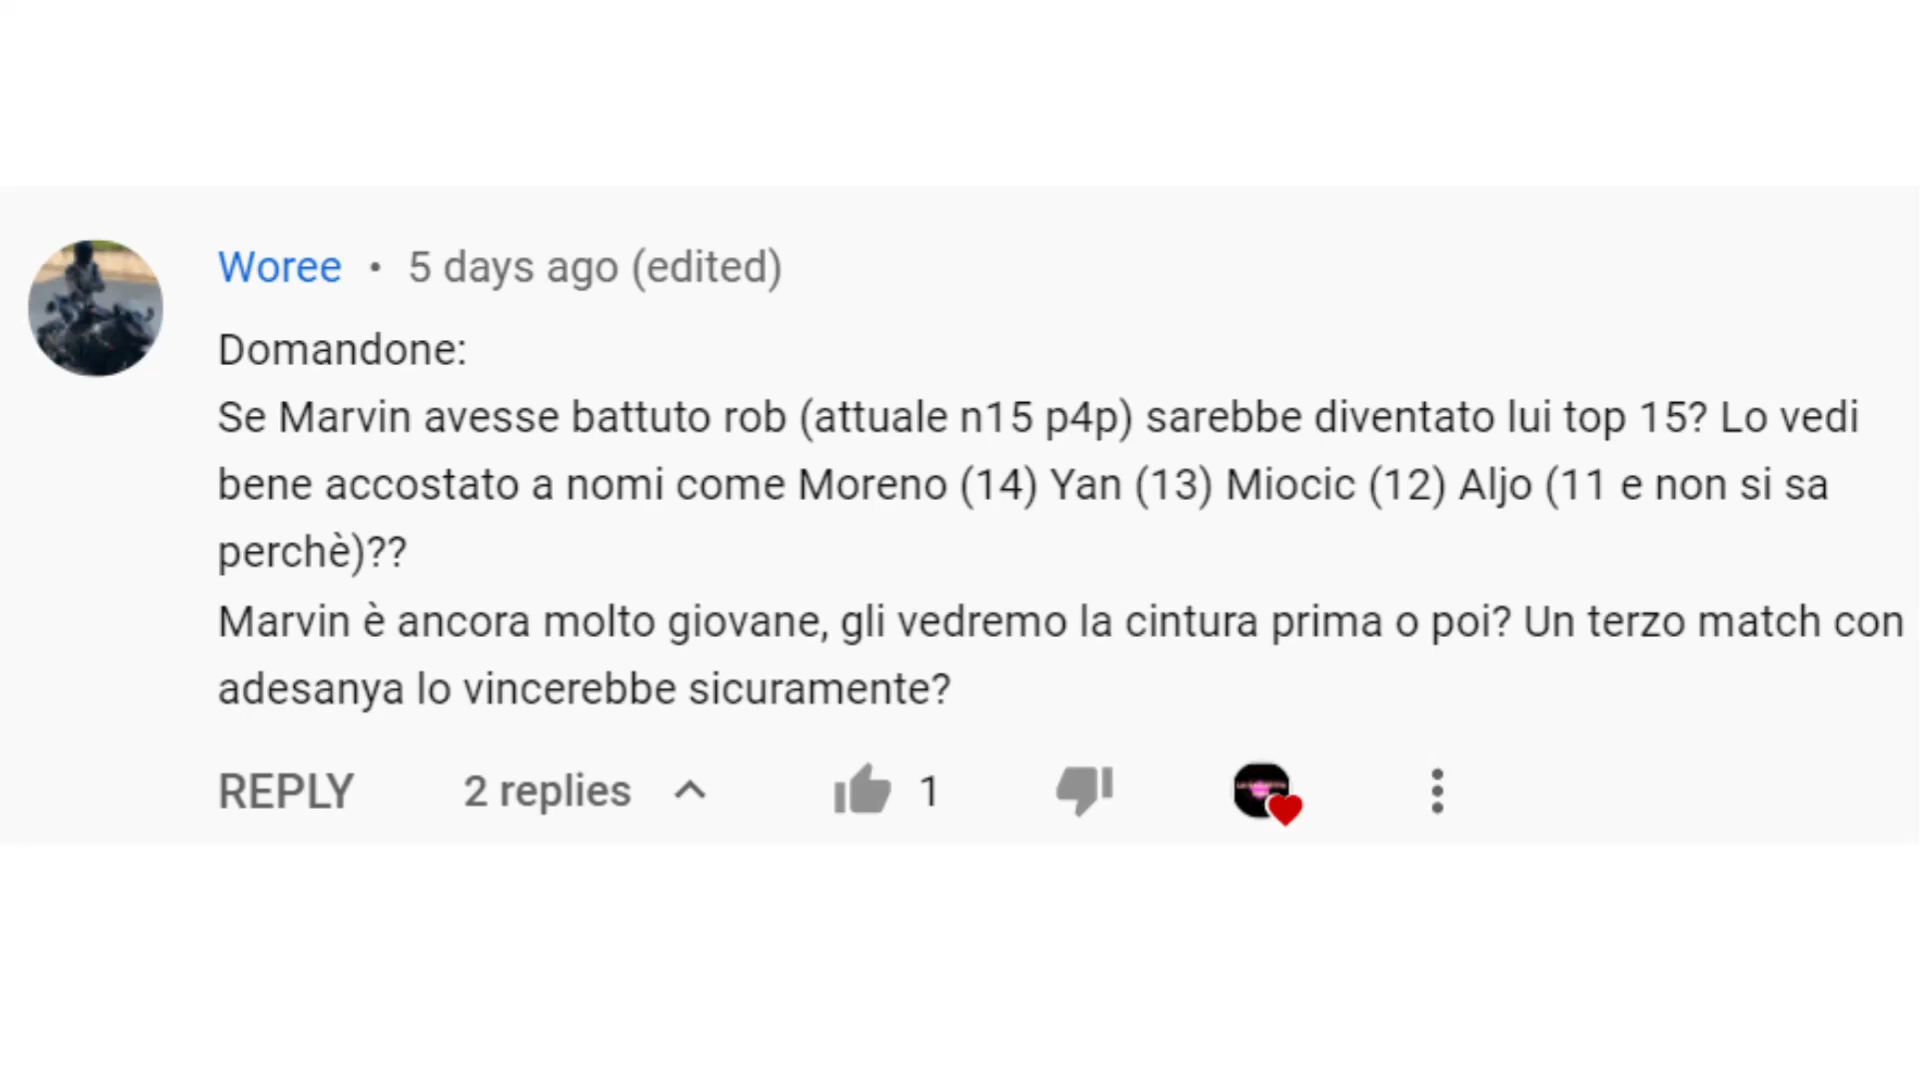 Woree • 5 days ago (edited)
Domandone:
Se Marvin avesse battuto rob (attuale n15 p4p) sarebbe diventato lui top 15? Lo vedi
bene accostato a nomi come Moreno (14) Yan (13) Miocic (12) Aljo (11 e non si sa
perchè)??
Marvin è ancora molto giovane, gli vedremo la cintura prima o poi? Un terzo match con
adesanya lo vincerebbe sicuramente?
REPLY 2 replies 1